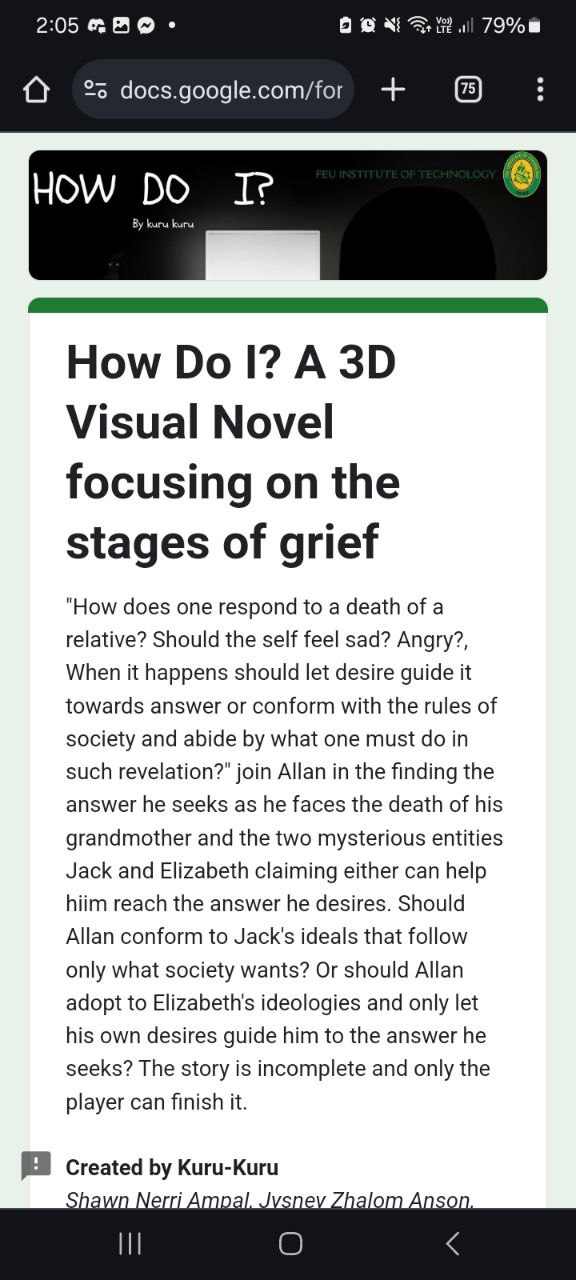 2:05
79%
docs.google.com/for
75
HOW DO I?
FEU INSTITUTE OF TECHNOLOGY
By kuru kuru
How Do I? A 3D
Visual Novel
focusing on the
stages of grief
"How does one respond to a death of a
relative? Should the self feel sad? Angry?,
When it happens should let desire guide it
towards answer or conform with the rules of
society and abide by what one must do in
such revelation?" join Allan in the finding the
answer he seeks as he faces the death of his
grandmother and the two mysterious entities
Jack and Elizabeth claiming either can help
hiim reach the answer he desires. Should
Allan conform to Jack's ideals that follow
only what society wants? Or should Allan
adopt to Elizabeth's ideologies and only let
his own desires guide him to the answer he
seeks? The story is incomplete and only the
player can finish it.
Created by Kuru-Kuru
Shawn Nerri Ampal, Jysney Zhalom Anson,